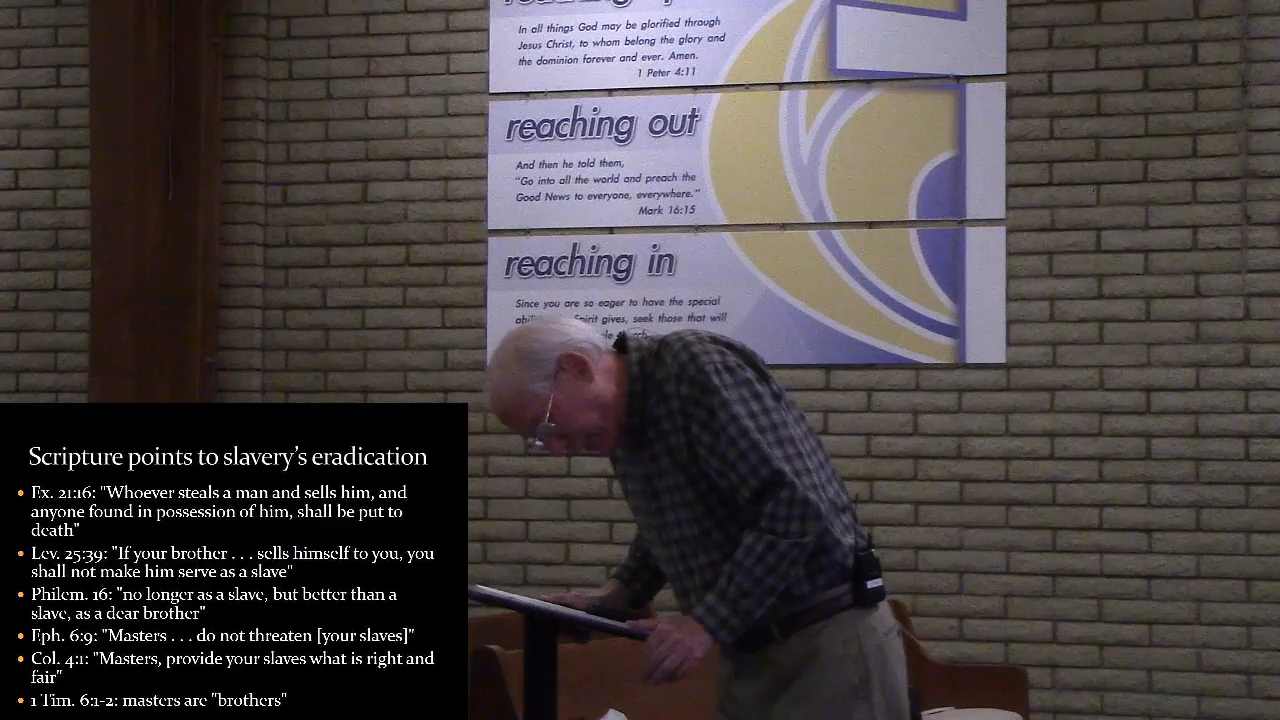 In all things God may be glorified through
Jesus Christ, to whom belong the glory and
the dominion forever and ever. Amen.
1 Peter 4:11
reaching out
And then he told them,
"Go into all the world and preach the
Good News to everyone, everywhere."
Mark 16:15
reaching in
Since you are so eager to have the special
Spirit gives, seek those that will
Scripture points to slavery's eradication
• Ex. 21:16: "Whoever steals a man and sells him, and
anyone found in possession of him, shall be put to
death"
• Lev. 25:39: "If your brother . . . sells himself to you, you
shall not make him serve as a slave"
• Philem. 16: "no longer as a slave, but better than a
slave, as a dear brother"
• Eph. 6:9: "Masters . . . do not threaten [your slaves]"
• Col. 4:1: "Masters, provide your slaves what is right and
fair"
• 1 Tim. 6:1-2: masters are "brothers"